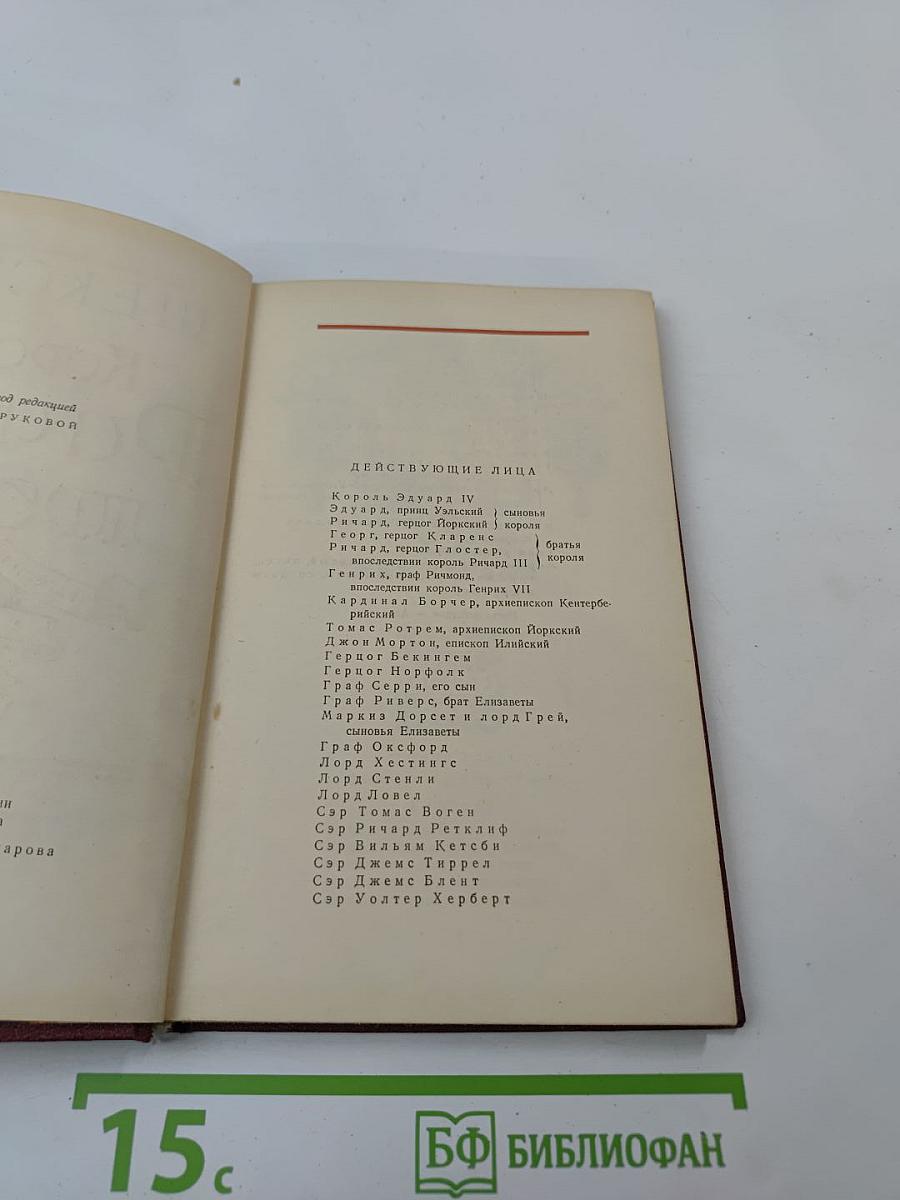 под редакцией
РУКОВОЙ
ДЕЙСТВУЮЩИЕ ЛИЦА
Король Эдуард IV
Эдуард, принц Уэльский } сыновья
Ричард, герцог Йоркский } короля
Георг, герцог Кларенс
Ричард, герцог Глостер, } братья
впоследствии король Ричард III } короля
Генрих, граф Ричмонд,
впоследствии король Генрих VII
Кардинал Борчер, архиепископ Кентербе-
рийский
Томас Ротрем, архиепископ Йоркский
Джон Мортон, епископ Илийский
Герцог Бекингем
Герцог Норфолк
Граф Серри, его сын
Граф Риверс, брат Елизаветы
Маркиз Дорсет и лорд Грей,
сыновья Елизаветы
Граф Оксфорд
Лорд Хестингс
Лорд Стенли
Лорд Ловел
Сэр Томас Воген
Сэр Ричард Ретклиф
Сэр Вильям Кетсби
Сэр Джемс Тиррел
Сэр Джемс Блент
Сэр Уолтер Херберт
15 с
БФ БИБЛИОФАН